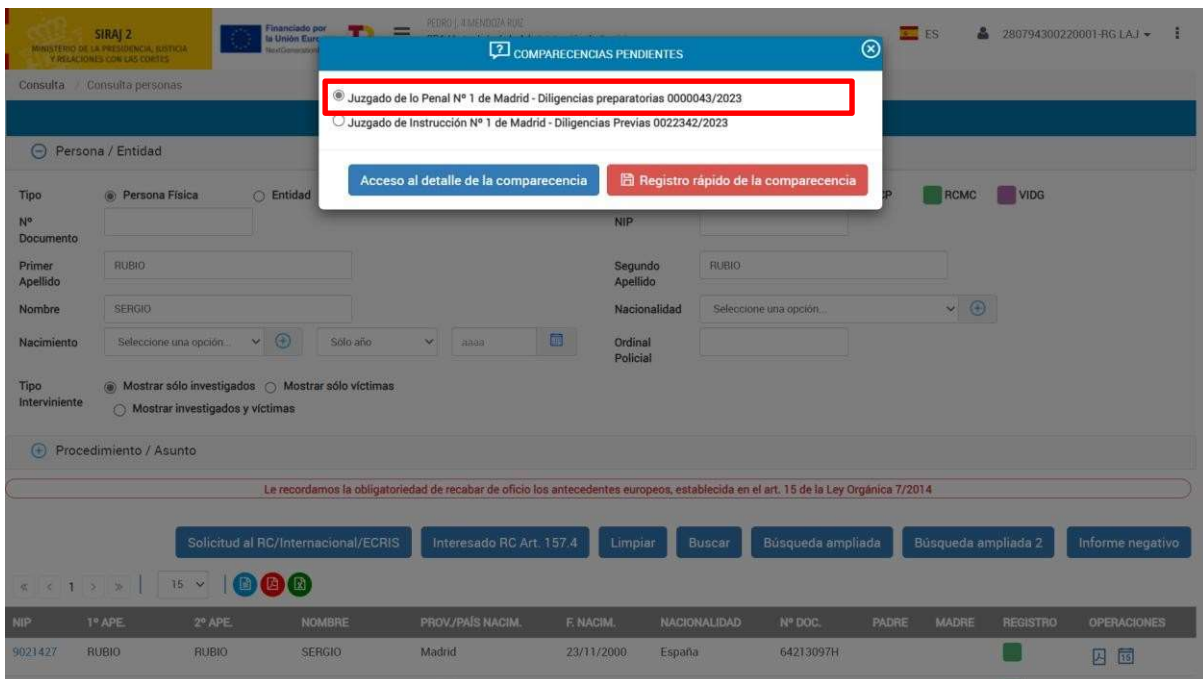 SIRAJ 2
MINISTERIO DE LA PRESIDENCIA, JUSTICIA
Y RELACIONES CON LAS CORTES
Financiado por
la Unión Euro
NextGeneration
PEDRO J. 4 MENDOZA RUIZ
ES
280794300220001-RG LAJ
COMPARECENCIAS PENDIENTES
Consulta / Consulta personas
Juzgado de lo Penal Nº 1 de Madrid - Diligencias preparatorias 0000043/2023
Juzgado de Instrucción Nº 1 de Madrid - Diligencias Previas 0022342/2023
Acceso al detalle de la comparecencia Registro rápido de la comparecencia
Persona / Entidad
Tipo Persona Física Entidad CP RCMC VIDG
Nº
Documento
NIP
Primer
Apellido
RUBIO
Segundo
Apellido
RUBIO
Nombre SERGIO Nacionalidad Seleccione una opción...
Nacimiento Seleccione una opción... Sólo año aaaa
Ordinal
Policial
Tipo
Interviniente
Mostrar sólo investigados Mostrar sólo víctimas
Mostrar investigados y víctimas
Procedimiento / Asunto
Le recordamos la obligatoriedad de recabar de oficio los antecedentes europeos, establecida en el art. 15 de la Ley Orgánica 7/2014
Solicitud al RC/Internacional/ECRIS Interesado RC Art. 157.4 Limpiar Buscar Búsqueda ampliada Búsqueda ampliada 2 Informe negativo
« < 1 > » 15
NIP 1º APE. 2º APE. NOMBRE PROV./PAÍS NACIM. F. NACIM. NACIONALIDAD Nº DOC. PADRE MADRE REGISTRO OPERACIONES
9021427 RUBIO RUBIO SERGIO Madrid 23/11/2000 España 64213097H 15